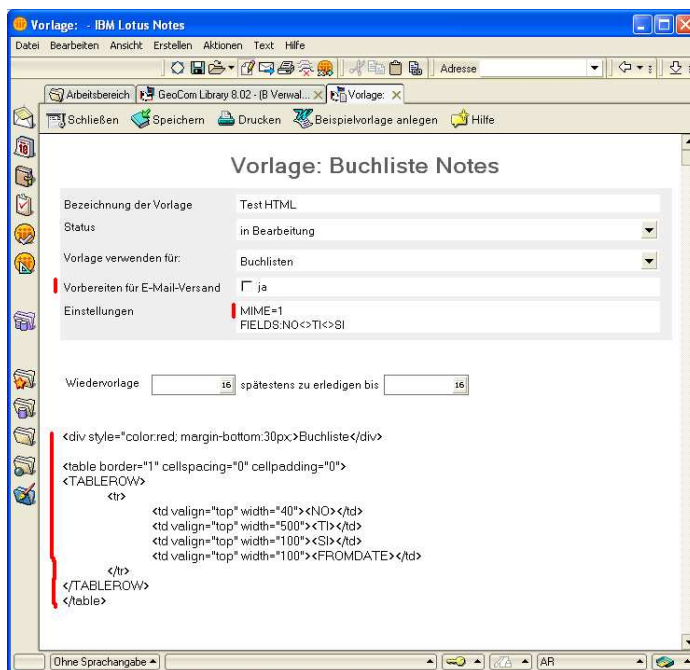 Vorlage: - IBM Lotus Notes
Datei Bearbeiten Ansicht Erstellen Aktionen Text Hilfe
Adresse
Arbeitsbereich GeoCom Library 8.02 - (B Verwal... Vorlage:
Schließen Speichern Drucken Beispielvorlage anlegen Hilfe
Vorlage: Buchliste Notes
Bezeichnung der Vorlage Test HTML
Status in Bearbeitung
Vorlage verwenden für: Buchlisten
Vorbereiten für E-Mail-Versand ja
Einstellungen MIME=1
FIELDS:NO<>TI<>SI
Wiedervorlage 16 spätestens zu erledigen bis 16
<div style="color:red; margin-bottom:30px;>Buchliste</div>
<table border="1" cellspacing="0" cellpadding="0">
<TABLEROW>
<tr>
<td valign="top" width="40"><NO></td>
<td valign="top" width="500"><TI></td>
<td valign="top" width="100"><SI></td>
<td valign="top" width="100"><FROMDATE></td>
</tr>
</TABLEROW>
</table>
Ohne Sprachangabe AR